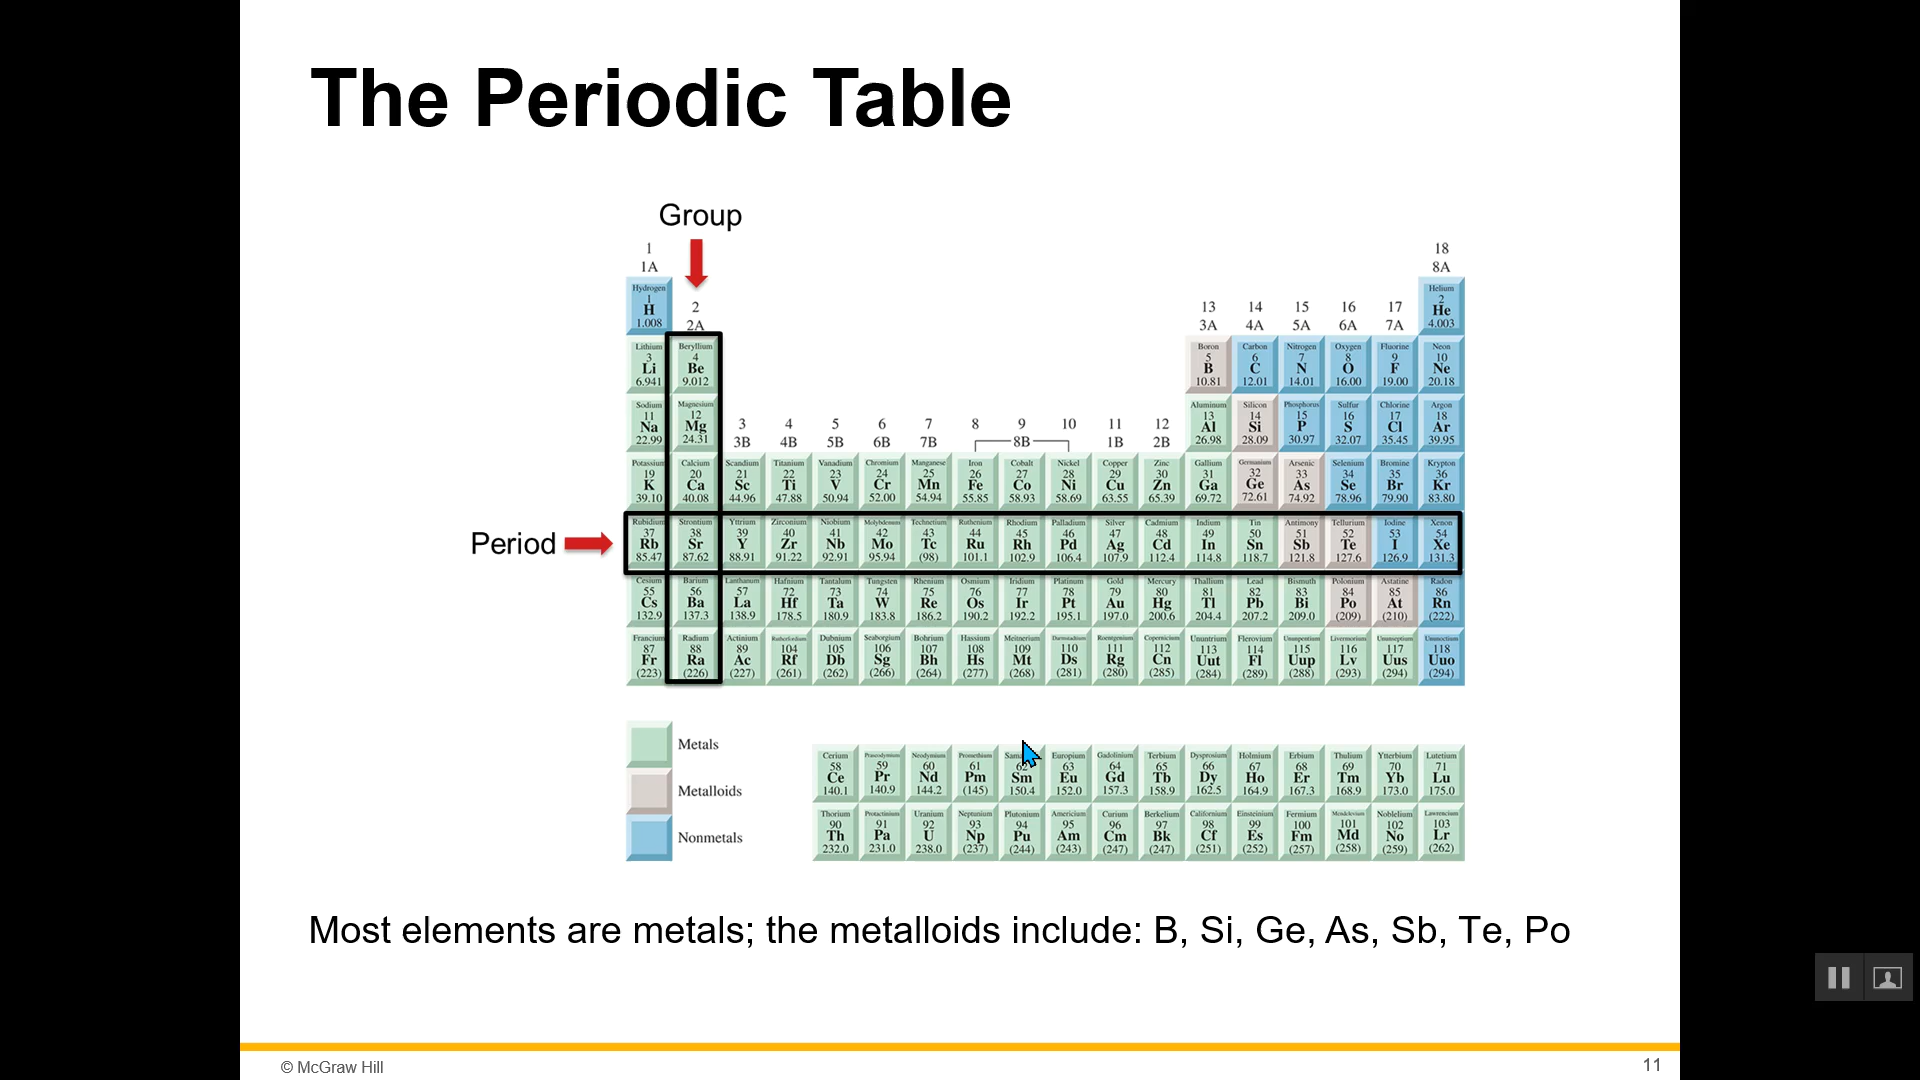 The Periodic Table
Group
1 18
1A 8A
Hydrogen Helium
1 2 2
H He
1.008 4.003
2 13 14 15 16 17
2A 3A 4A 5A 6A 7A
Lithium Beryllium Boron Carbon Nitrogen Oxygen Fluorine Neon
3 4 5 6 7 8 9 10
Li Be B C N O F Ne
6.941 9.012 10.81 12.01 14.01 16.00 19.00 20.18
Sodium Magnesium Aluminum Silicon Phosphorus Sulfur Chlorine Argon
11 12 13 14 15 16 17 18
Na Mg Al Si P S Cl Ar
22.99 24.31 26.98 28.09 30.97 32.07 35.45 39.95
3 4 5 6 7 8 9 10 11 12
3B 4B 5B 6B 7B 8B 1B 2B
Potassium Calcium Scandium Titanium Vanadium Chromium Manganese Iron Cobalt Nickel Copper Zinc Gallium Germanium Arsenic Selenium Bromine Krypton
19 20 21 22 23 24 25 26 27 28 29 30 31 32 33 34 35 36
K Ca Sc Ti V Cr Mn Fe Co Ni Cu Zn Ga Ge As Se Br Kr
39.10 40.08 44.96 47.88 50.94 52.00 54.94 55.85 58.93 58.69 63.55 65.39 69.72 72.61 74.92 78.96 79.90 83.80
Period
Rubidium Strontium Yttrium Zirconium Niobium Molybdenum Technetium Ruthenium Rhodium Palladium Silver Cadmium Indium Tin Antimony Tellurium Iodine Xenon
37 38 39 40 41 42 43 44 45 46 47 48 49 50 51 52 53 54
Rb Sr Y Zr Nb Mo Tc Ru Rh Pd Ag Cd In Sn Sb Te I Xe
85.47 87.62 88.91 91.22 92.91 95.94 (98) 101.1 102.9 106.4 107.9 112.4 114.8 118.7 121.8 127.6 126.9 131.3
Cesium Barium Lanthanum Hafnium Tantalum Tungsten Rhenium Osmium Iridium Platinum Gold Mercury Thallium Lead Bismuth Polonium Astatine Radon
55 56 57 72 73 74 75 76 77 78 79 80 81 82 83 84 85 86
Cs Ba La Hf Ta W Re Os Ir Pt Au Hg Tl Pb Bi Po At Rn
132.9 137.3 138.9 178.5 180.9 183.8 186.2 190.2 192.2 195.1 197.0 200.6 204.4 207.2 209.0 (209) (210) (222)
Francium Radium Actinium Rutherfordium Dubnium Seaborgium Bohrium Hassium Meitnerium Darmstadtium Roentgenium Copernicium Ununtrium Flerovium Ununpentium Livermorium Ununseptium Ununoctium
87 88 89 104 105 106 107 108 109 110 111 112 113 114 115 116 117 118
Fr Ra Ac Rf Db Sg Bh Hs Mt Ds Rg Cn Uut Fl Uup Lv Uus Uuo
(223) (226) (227) (261) (262) (266) (264) (277) (268) (281) (280) (285) (284) (289) (288) (293) (294) (294)
Metals
Metalloids
Nonmetals
Cerium Praseodymium Neodymium Promethium Europium Gadolinium Terbium Dysprosium Holmium Erbium Thulium Ytterbium Lutetium
58 59 60 61 63 64 65 66 67 68 69 70 71
Ce Pr Nd Pm Sm Eu Gd Tb Dy Ho Er Tm Yb Lu
140.1 140.9 144.2 (145) 150.4 152.0 157.3 158.9 162.5 164.9 167.3 168.9 173.0 175.0
Thorium Protactinium Uranium Neptunium Plutonium Americium Curium Berkelium Californium Einsteinium Fermium Mendelevium Nobelium Lawrencium
90 91 92 93 94 95 96 97 98 99 100 101 102 103
Th Pa U Np Pu Am Cm Bk Cf Es Fm Md No Lr
232.0 231.0 238.0 (237) (244) (243) (247) (247) (251) (252) (257) (258) (259) (262)
Most elements are metals; the metalloids include: B, Si, Ge, As, Sb, Te, Po
© McGraw Hill
11